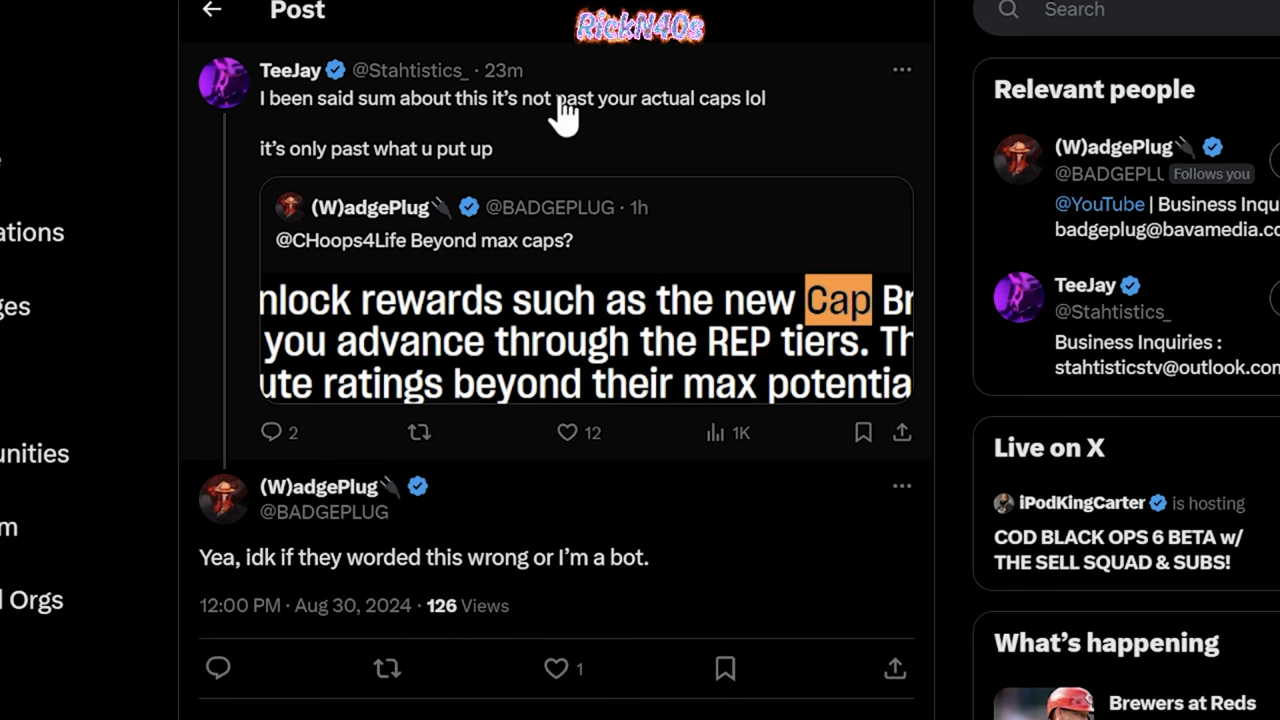 Post
RickN40s
Search
TeeJay @Stahtistics_ · 23m
I been said sum about this it's not past your actual caps lol
it's only past what u put up
(W)adgePlug @BADGEPLUG · 1h
@CHoops4Life Beyond max caps?
nlock rewards such as the new Cap Br
you advance through the REP tiers. Th
ute ratings beyond their max potentia
2
12
1K
(W)adgePlug
@BADGEPLUG
Yea, idk if they worded this wrong or I'm a bot.
12:00 PM · Aug 30, 2024 · 126 Views
1
ations
ges
unities
m
l Orgs
Relevant people
(W)adgePlug
@BADGEPLU Follows you
@YouTube | Business Inqu
badgeplug@bavamedia.co
TeeJay
@Stahtistics_
Business Inquiries :
stahtisticstv@outlook.com
Live on X
iPodKingCarter is hosting
COD BLACK OPS 6 BETA w/
THE SELL SQUAD & SUBS!
What's happening
Brewers at Reds